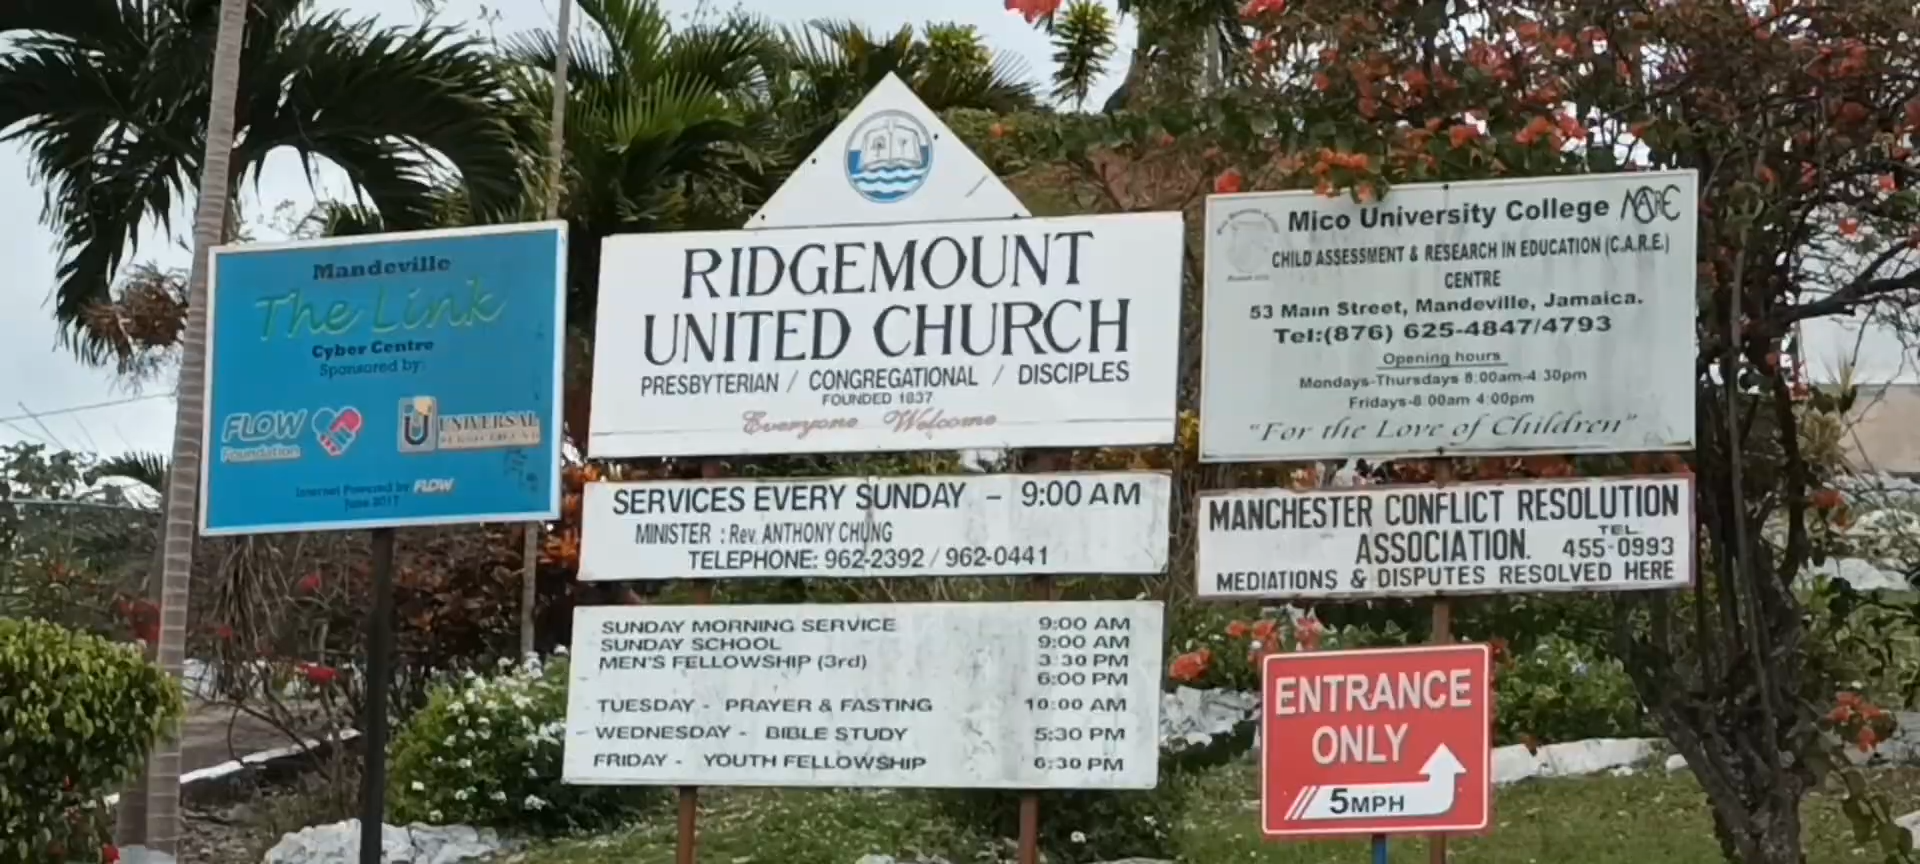 Mandeville
The Link
Cyber Centre
Sponsored by:
FLOW
Foundation
UNIVERSAL
Internet Powered by FLOW
June 2017
RIDGEMOUNT
UNITED CHURCH
PRESBYTERIAN / CONGREGATIONAL / DISCIPLES
FOUNDED 1837
Everyone Welcome
SERVICES EVERY SUNDAY - 9:00 AM
MINISTER : Rev. ANTHONY CHUNG
TELEPHONE: 962-2392 / 962-0441
SUNDAY MORNING SERVICE 9:00 AM
SUNDAY SCHOOL 9:00 AM
MEN'S FELLOWSHIP (3rd) 3:30 PM
6:00 PM
TUESDAY - PRAYER & FASTING 10:00 AM
WEDNESDAY - BIBLE STUDY 5:30 PM
FRIDAY - YOUTH FELLOWSHIP 6:30 PM
Mico University College CARE
CHILD ASSESSMENT & RESEARCH IN EDUCATION (C.A.R.E.)
CENTRE
53 Main Street, Mandeville, Jamaica.
Tel:(876) 625-4847/4793
Opening hours
Mondays-Thursdays 8:00am-4:30pm
Fridays-8:00am 4:00pm
"For the Love of Children"
MANCHESTER CONFLICT RESOLUTION
ASSOCIATION. TEL. 455-0993
MEDIATIONS & DISPUTES RESOLVED HERE
ENTRANCE
ONLY
5MPH